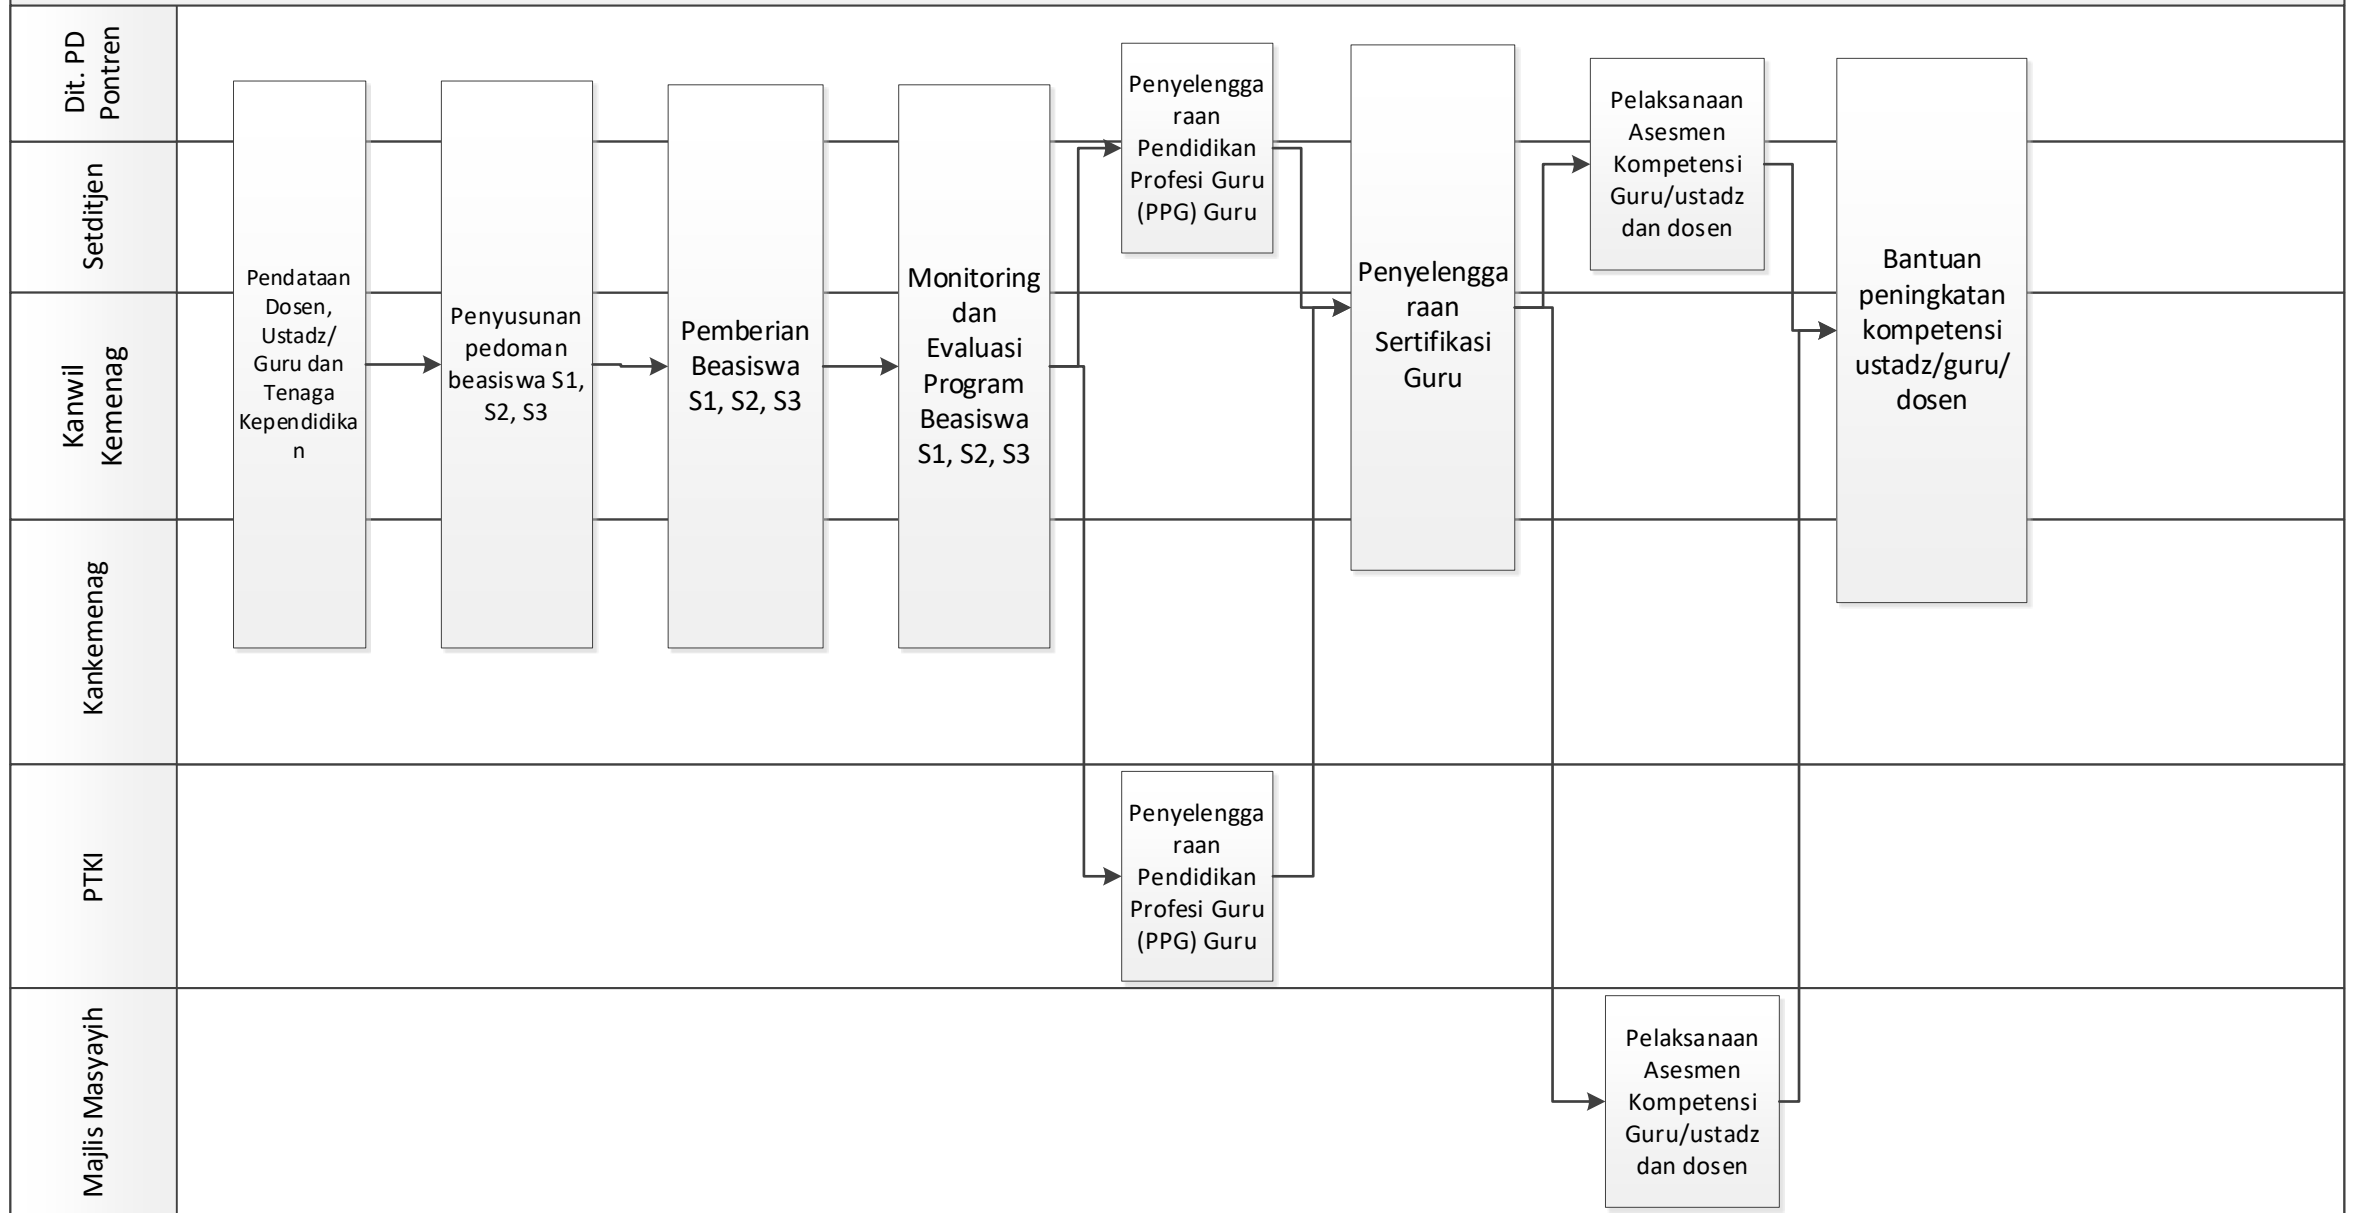 Dit. PD
Pontren
Setditjen
Kanwil
Kemenag
Kankemenag
PTKI
Majlis Masyayih
Pendataan
Dosen,
Ustadz/
Guru dan
Tenaga
Kependidika
n
Penyusunan
pedoman
beasiswa S1,
S2, S3
Pemberian
Beasiswa
S1, S2, S3
Monitoring
dan
Evaluasi
Program
Beasiswa
S1, S2, S3
Penyelengga
raan
Pendidikan
Profesi Guru
(PPG) Guru
Penyelengga
raan
Pendidikan
Profesi Guru
(PPG) Guru
Penyelengga
raan
Sertifikasi
Guru
Pelaksanaan
Asesmen
Kompetensi
Guru/ustadz
dan dosen
Pelaksanaan
Asesmen
Kompetensi
Guru/ustadz
dan dosen
Bantuan
peningkatan
kompetensi
ustadz/guru/
dosen